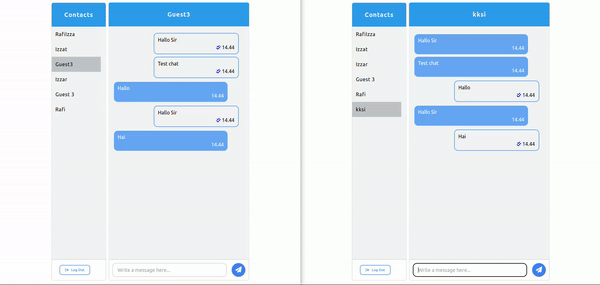 Contacts
Guest3
Rafilzza
Izzat
Guest3
Izzar
Guest 3
Rafi
Hallo Sir
14.44
Test chat
14.44
Hallo
14.44
Hallo Sir
14.44
Hai
14.44
Log Out
Write a message here...
Contacts
kksi
Rafilzza
Izzat
Izzar
Guest 3
Rafi
kksi
Hallo Sir
14.44
Test chat
14.44
Hallo
14.44
Hallo Sir
14.44
Hai
14.44
Log Out
Write a message here...